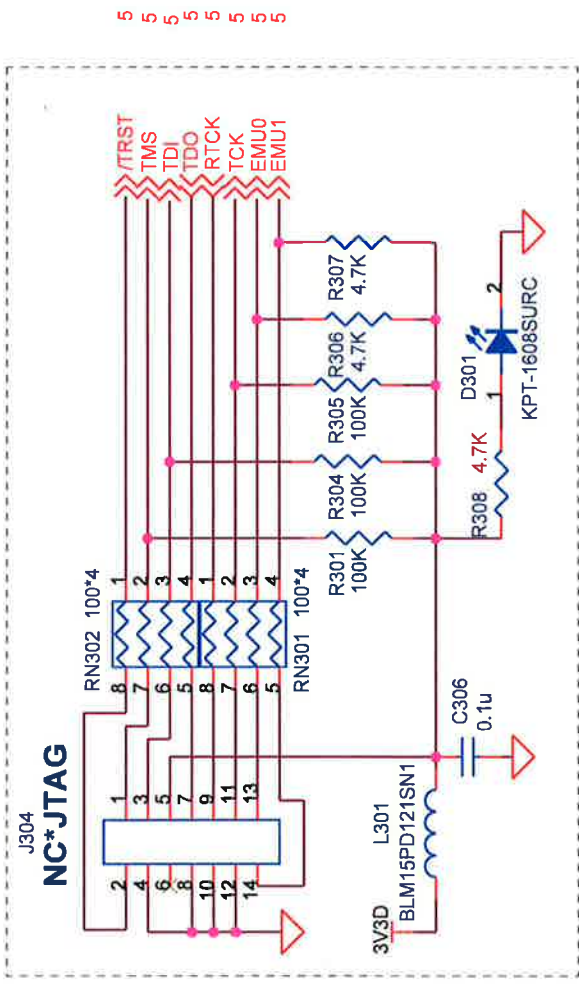 5
5
5
5
5
5
5
5
/TRST
TMS
TDI
TDO
RTCK
TCK
EMU0
EMU1
RN302 100*4
8 1
7 2
6 3
5 4
8 1
7 2
6 3
5 4
RN301 100*4
J304
NC*JTAG
2 1
4 3
6 5
8 7
10 9
12 11
14 13
R301
100K
R304
100K
R305
100K
R306
4.7K
R307
4.7K
3V3D
L301
BLM15PD121SN1
C306
0.1u
R308
4.7K
D301
1 2
KPT-1608SURC